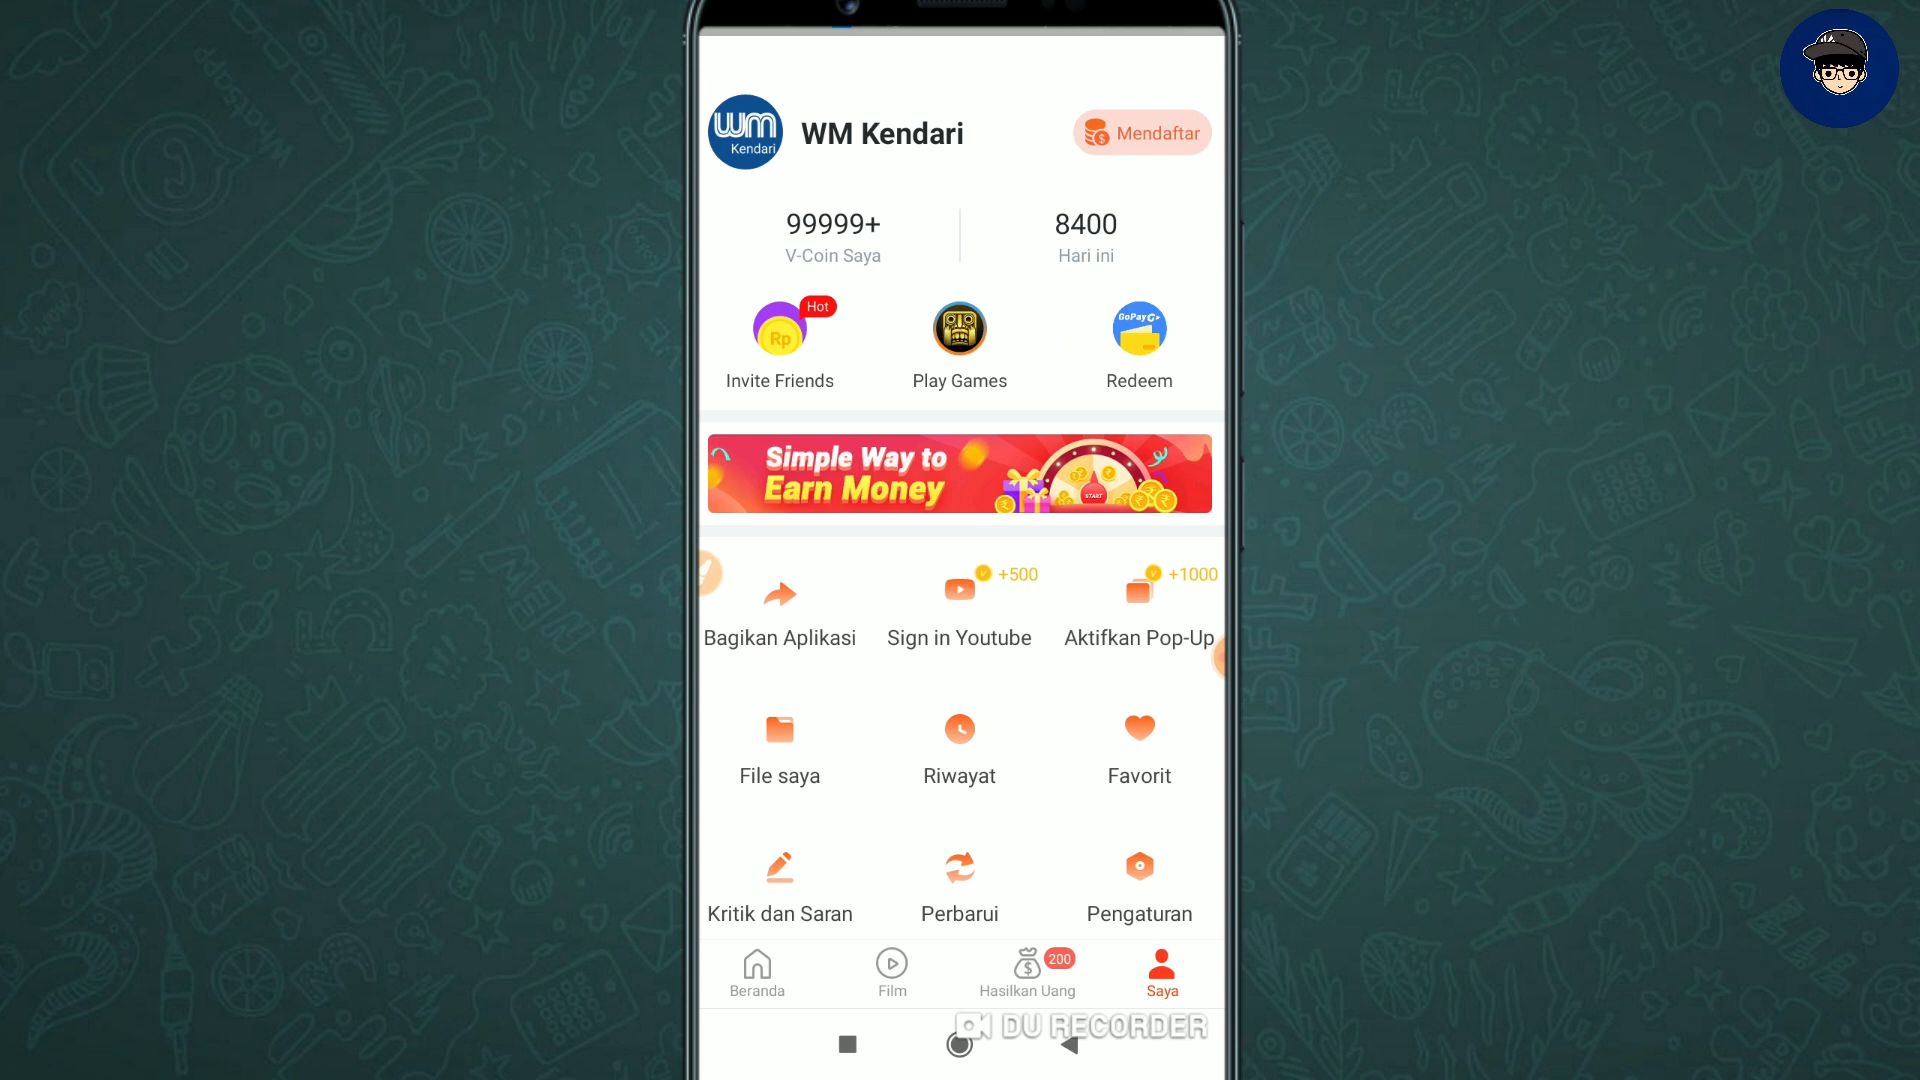 WM Kendari
WM Kendari
Mendaftar
99999+
8400
V-Coin Saya
Hari ini
Hot
Rp
GoPay
Invite Friends
Play Games
Redeem
Simple Way to
Earn Money
START
+500
+1000
Bagikan Aplikasi
Sign in Youtube
Aktifkan Pop-Up
File saya
Riwayat
Favorit
Kritik dan Saran
Perbarui
Pengaturan
200
Beranda
Film
Hasilkan Uang
Saya
DU RECORDER